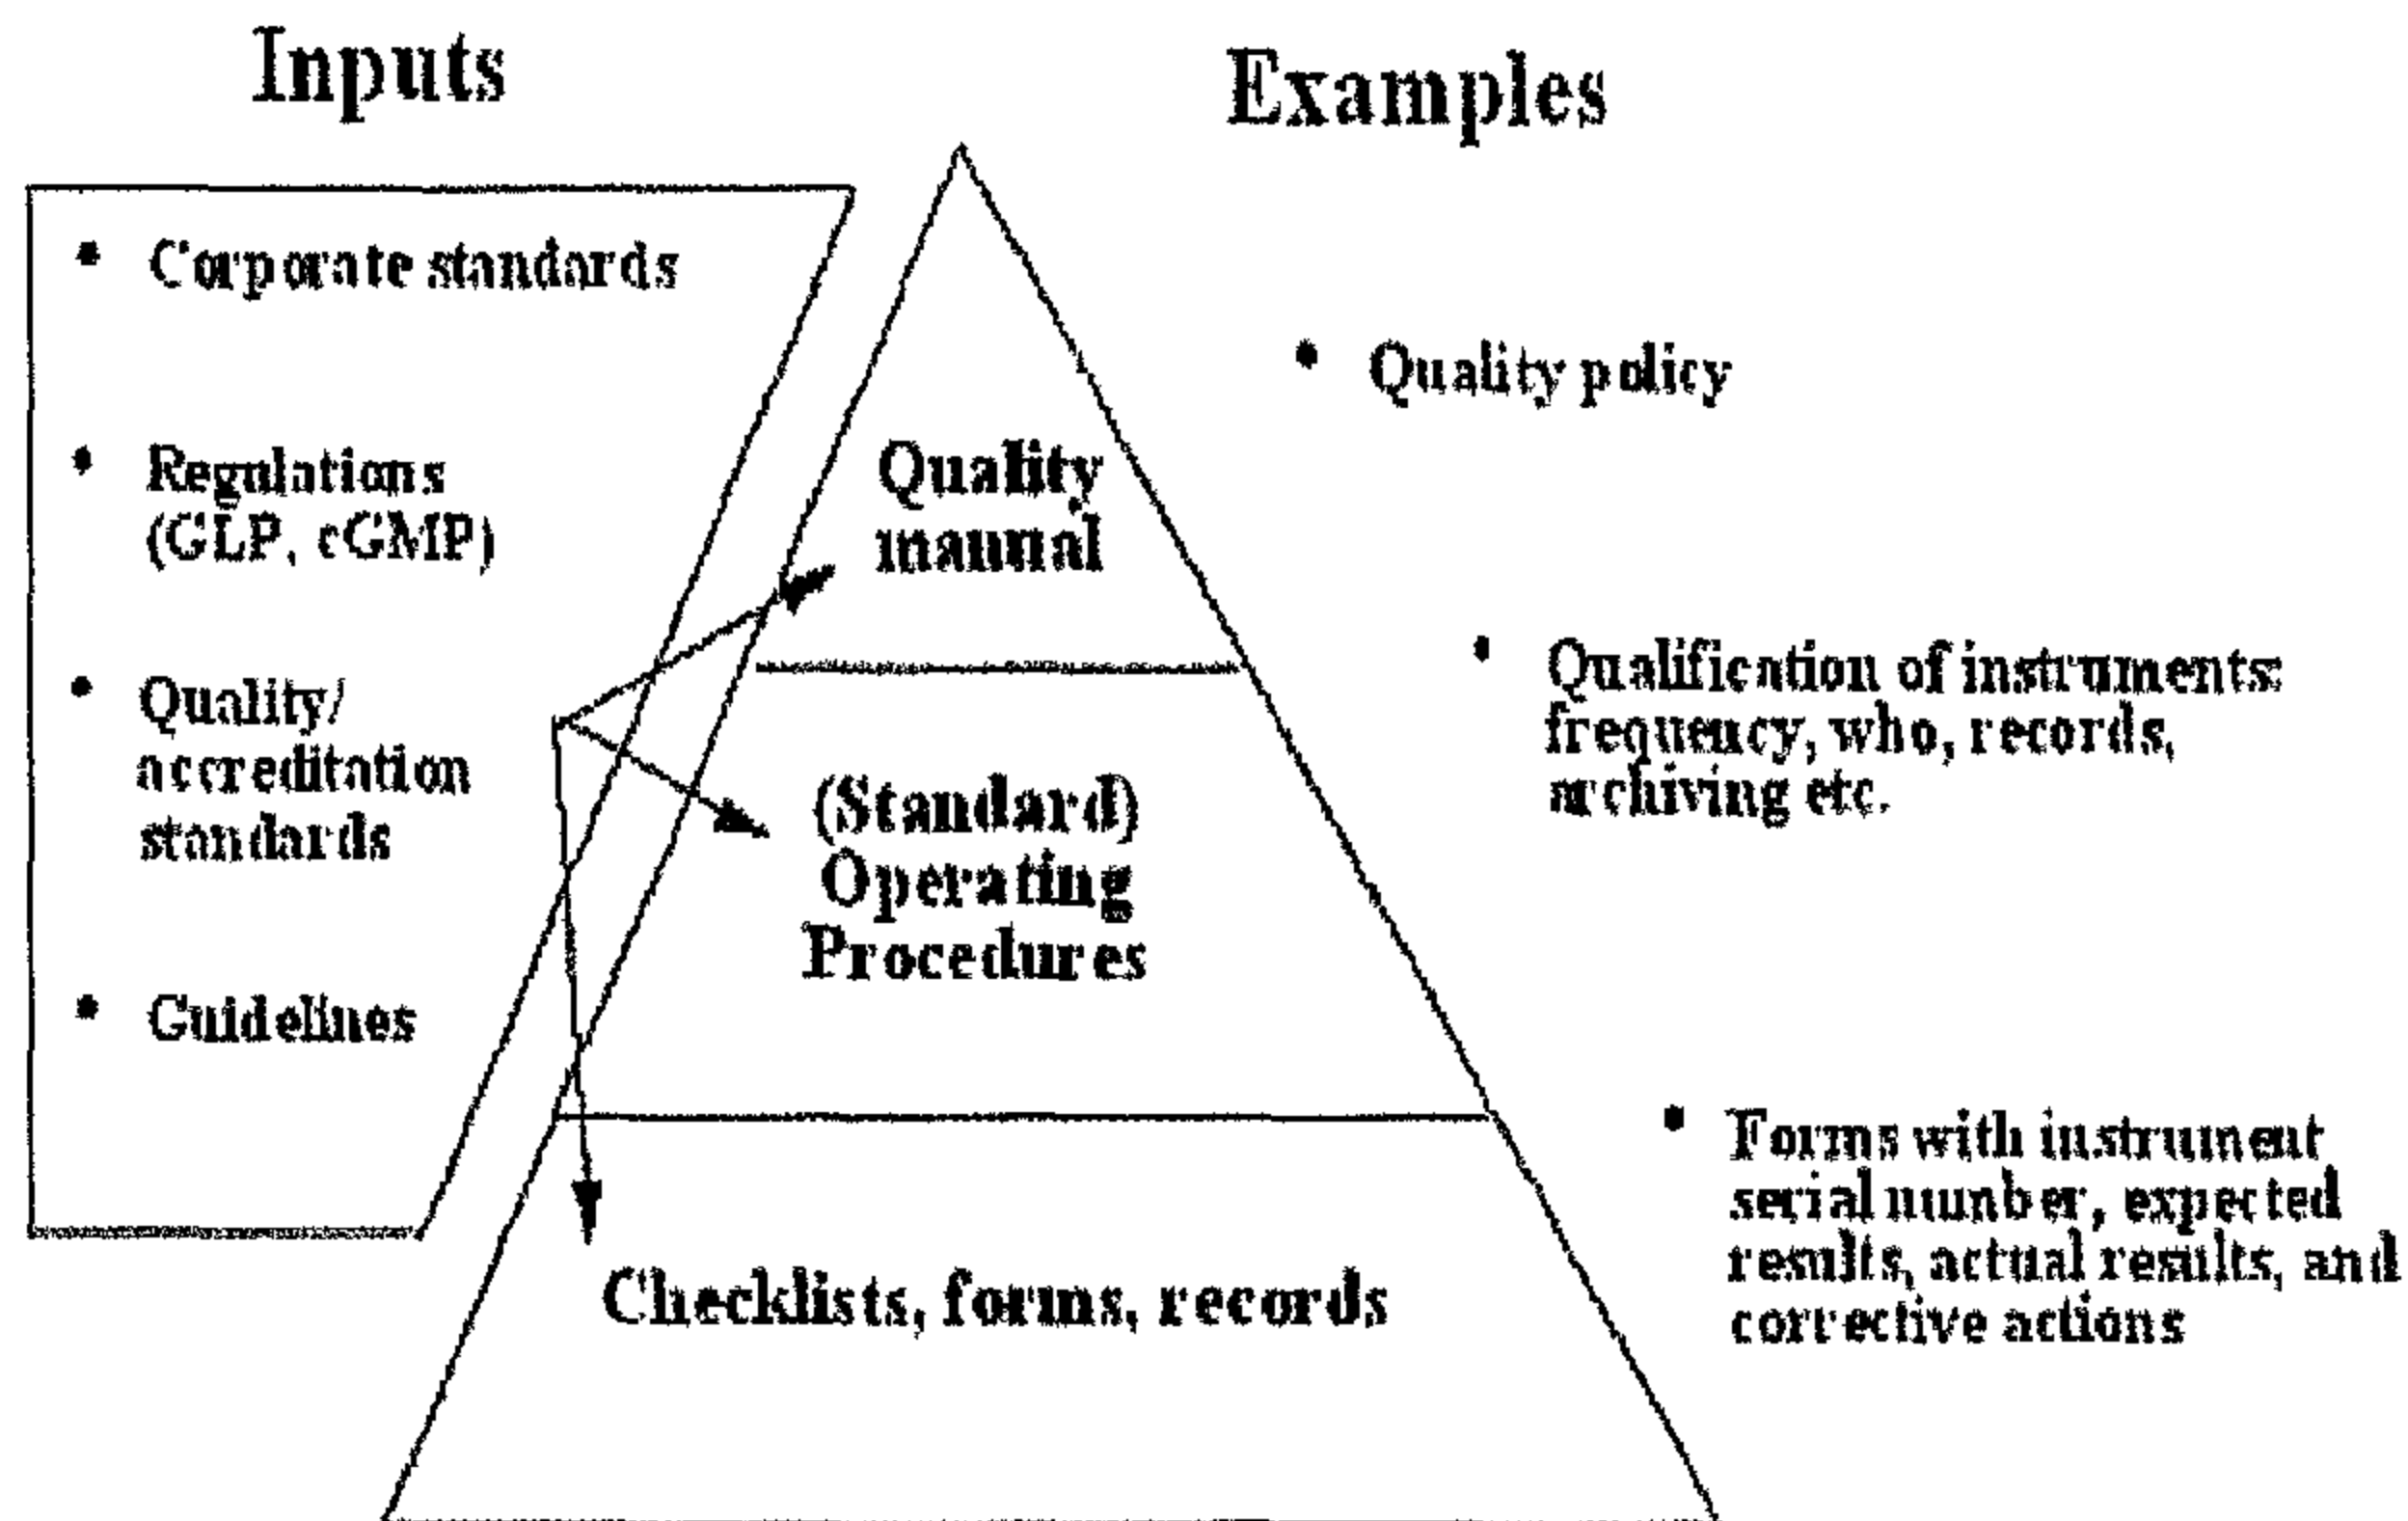 Inputs
• Corporate standards
• Regulations
(GLP, cGMP)
• Quality/
accreditation
standards
• Guidelines
Quality
manual
(Standard)
Operating
Procedures
Checklists, forms, records
Examples
• Quality policy
• Qualification of instruments:
frequency, who, records,
archiving etc.
• Forms with instrument
serial number, expected
results, actual results, and
corrective actions